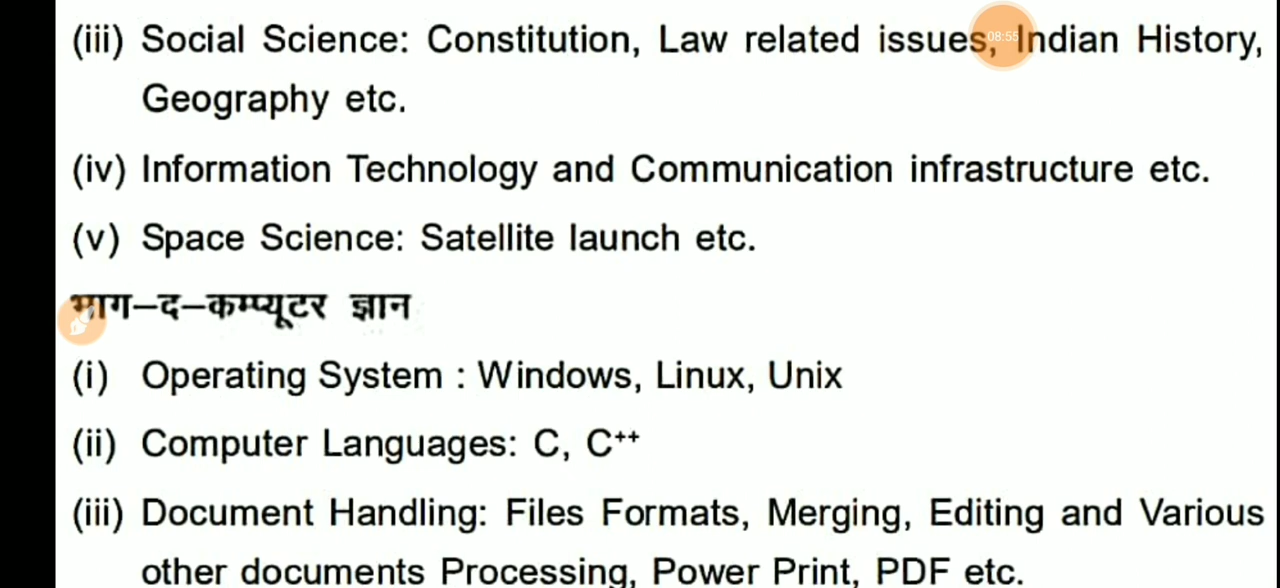 (iii) Social Science: Constitution, Law related issues, Indian History,
Geography etc.
(iv) Information Technology and Communication infrastructure etc.
(v) Space Science: Satellite launch etc.
भाग–द–कम्प्यूटर ज्ञान
(i) Operating System : Windows, Linux, Unix
(ii) Computer Languages: C, C++
(iii) Document Handling: Files Formats, Merging, Editing and Various
other documents Processing, Power Print, PDF etc.
08:55